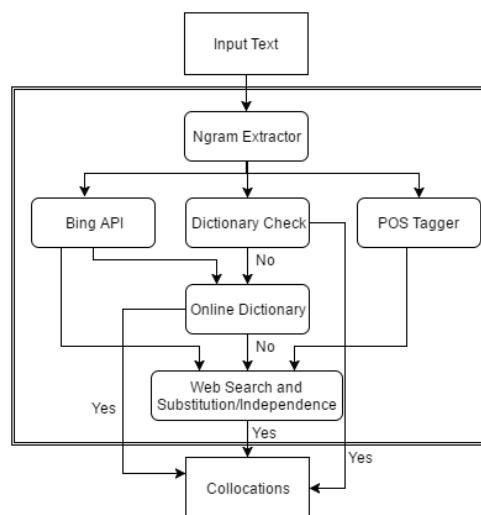 Input Text
Ngram Extractor
Bing API
Dictionary Check
POS Tagger
No
Online Dictionary
No
Web Search and
Substitution/Independence
Yes
Yes
Yes
Collocations